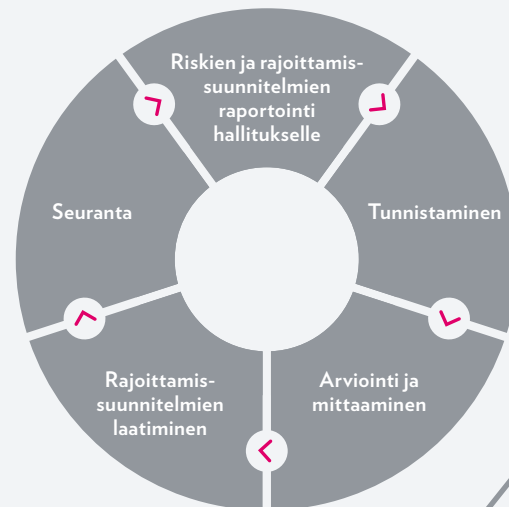 Riskien ja rajoittamis-
suunnitelmien
raportointi
hallitukselle
Seuranta
Tunnistaminen
Rajoittamis-
suunnitelmien
laatiminen
Arviointi ja
mittaaminen